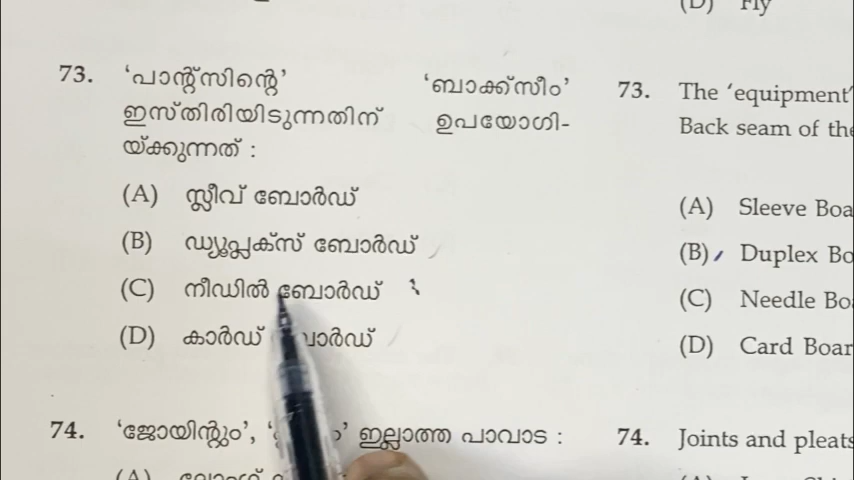 (D) Fly
73. 'പാന്റ്സിന്റെ' 'ബാക്ക്സീം'
ഇസ്തിരിയിടുന്നതിന് ഉപയോഗി-
യ്ക്കുന്നത് :
(A) സ്ലീവ് ബോർഡ്
(B) ഡ്യൂപ്ലക്സ് ബോർഡ്
(C) നീഡിൽ ബോർഡ്
(D) കാർഡ്
74. 'ജോയിന്റും', ഇല്ലാത്ത പാവാട :
(A)
73. The 'equipment'
Back seam of the
(A) Sleeve Boa
(B) Duplex Bo
(C) Needle Bo
(D) Card Boar
74. Joints and pleats